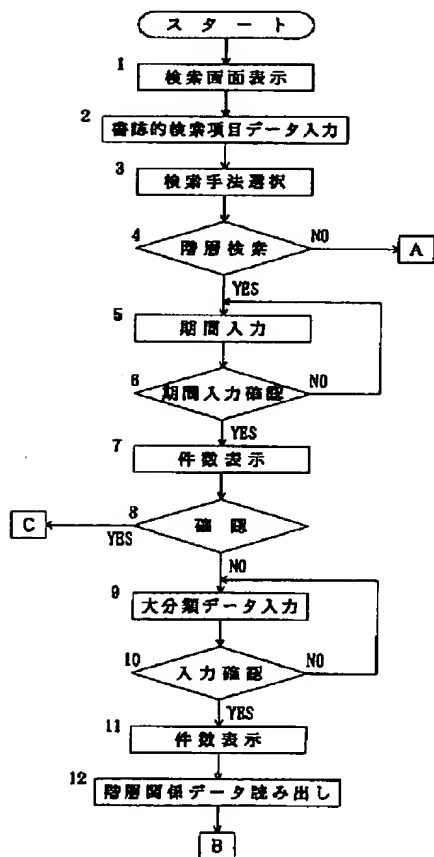 スタート
1
検索画面表示
2
書誌的検索項目データ入力
3
検索手法選択
4
階層検索
NO
A
YES
5
期間入力
6
期間入力確認
NO
YES
7
件数表示
8
確認
C
YES
NO
9
大分類データ入力
10
入力確認
NO
YES
11
件数表示
12
階層関係データ読み出し
B